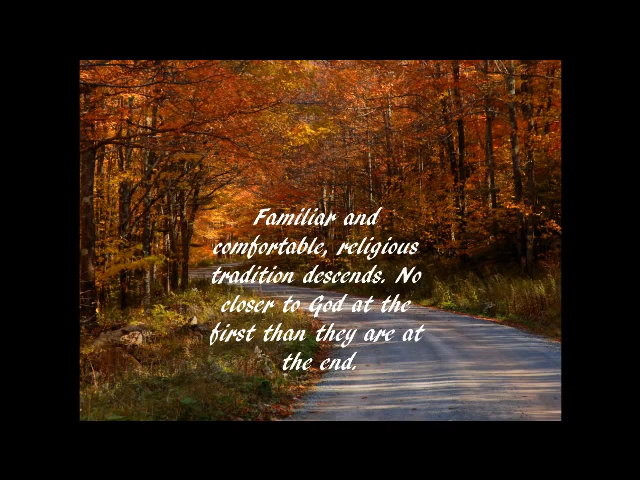 Familiar and
comfortable, religious
tradition descends. No
closer to God at the
first than they are at
the end.